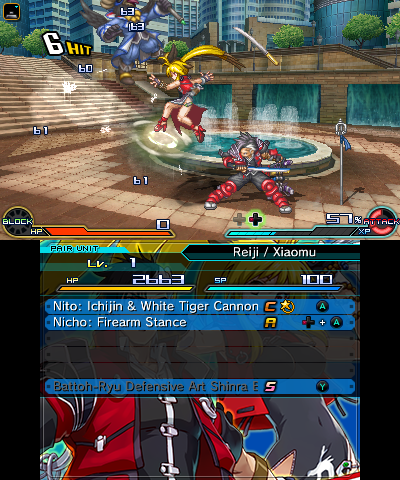 63
63
6 HIT
60
61
61
BLOCK
HP
0
57%
XP
ATTACK
PAIR UNIT
Reiji / Xiaomu
Lv. 1
HP 2663
SP 100
Nito: Ichijin & White Tiger Cannon C A
Nicho: Firearm Stance A + A
Battoh-Ryu Defensive Art Shinra E S Y